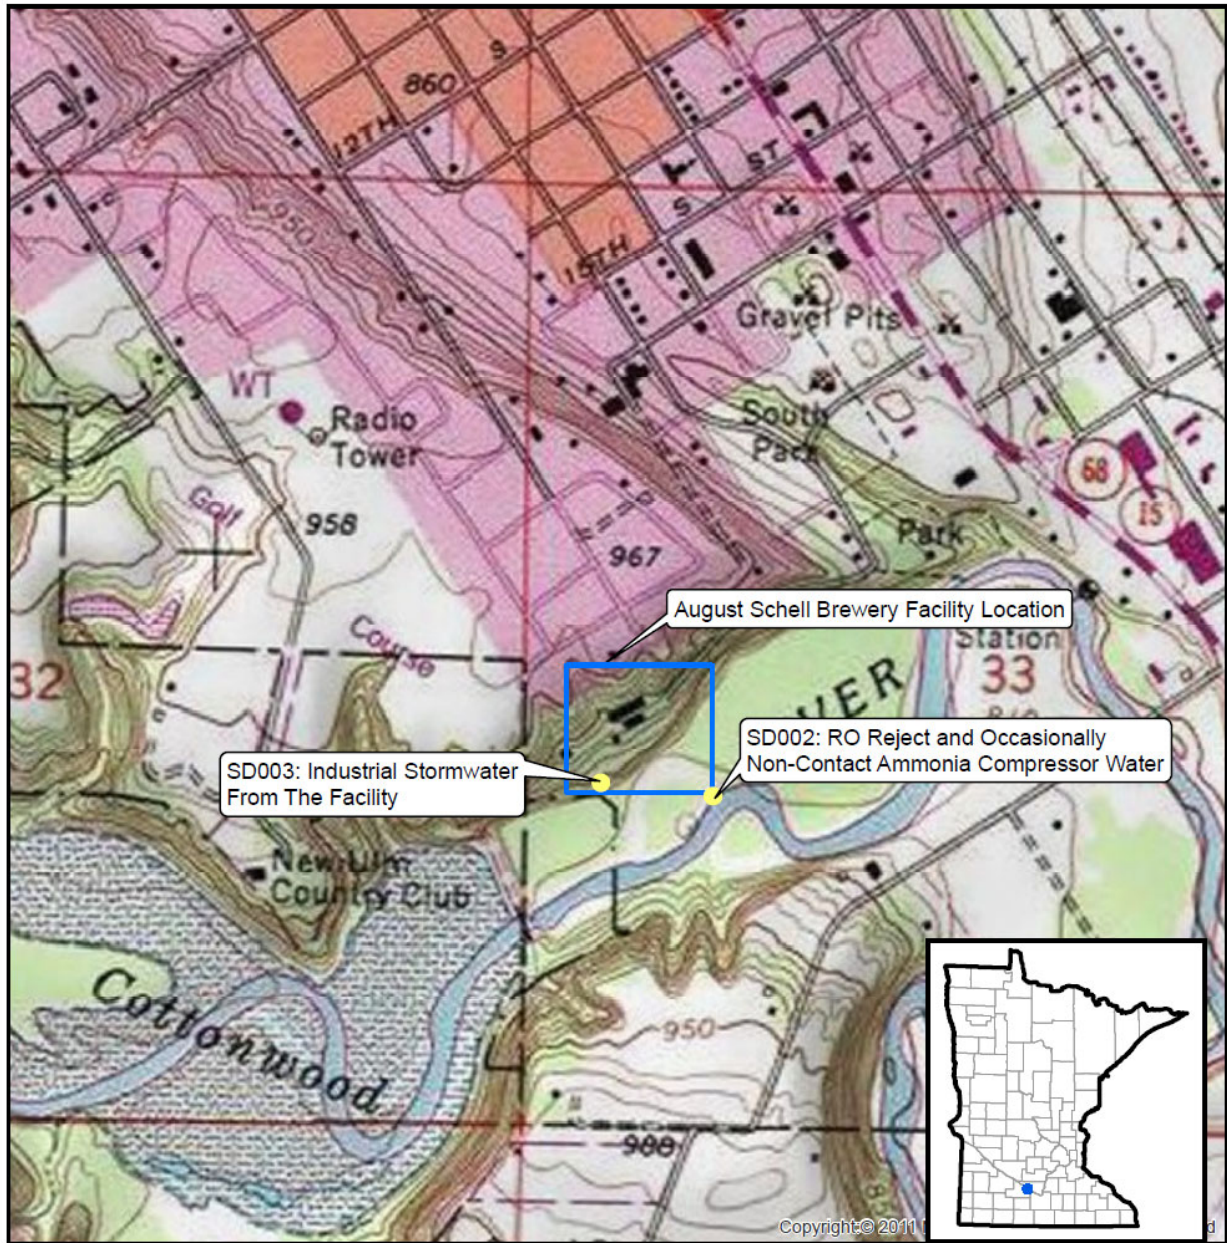 S
860
12TH
ST
950
S
15TH
Gravel Pits
WT
Radio
Tower
South
Park
68
15
Golf
958
Park
967
August Schell Brewery Facility Location
Course
Station
33
32
VER
SD002: RO Reject and Occasionally
Non-Contact Ammonia Compressor Water
SD003: Industrial Stormwater
From The Facility
New Ulm
Country Club
Cottonwood
950
988
Copyright:© 2011
d